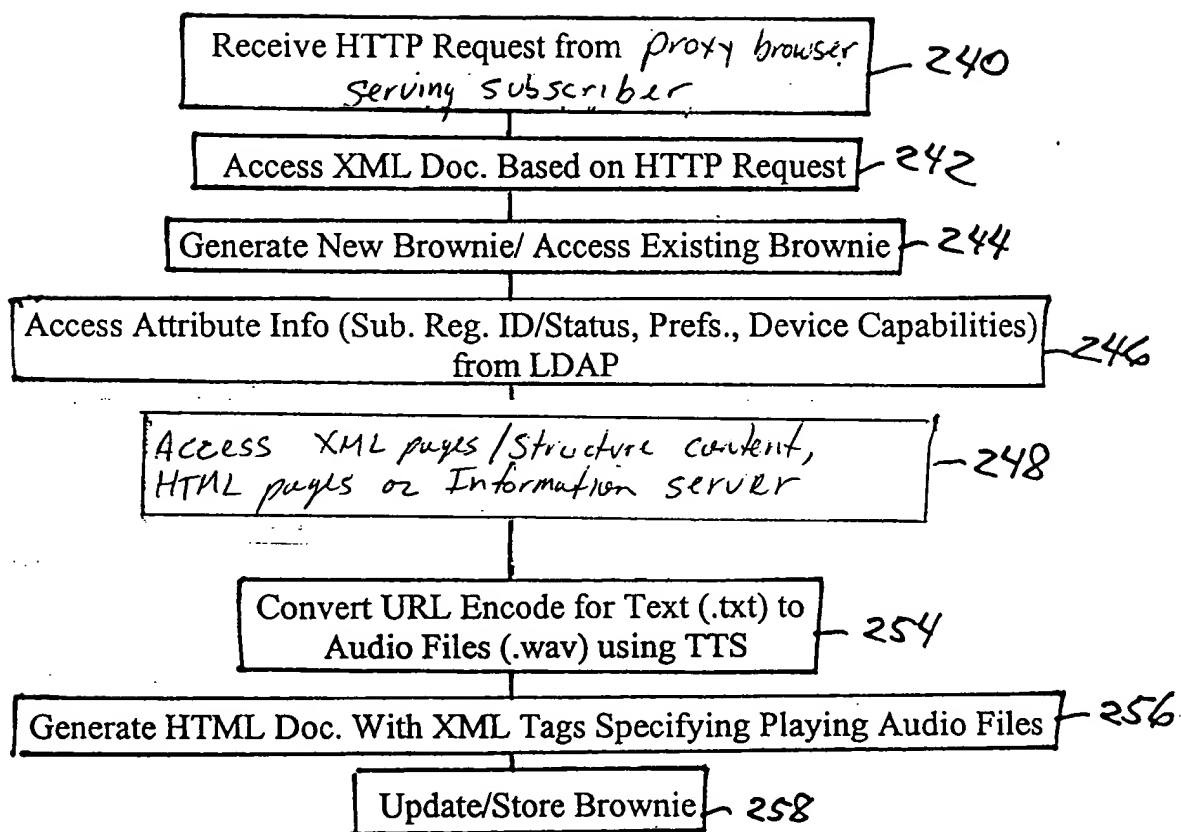 Receive HTTP Request from proxy browser
serving subscriber
240
Access XML Doc. Based on HTTP Request
242
Generate New Brownie/ Access Existing Brownie
244
Access Attribute Info (Sub. Reg. ID/Status, Prefs., Device Capabilities)
from LDAP
246
Access XML pages/Structure content,
HTML pages or Information server
248
Convert URL Encode for Text (.txt) to
Audio Files (.wav) using TTS
254
Generate HTML Doc. With XML Tags Specifying Playing Audio Files
256
Update/Store Brownie
258